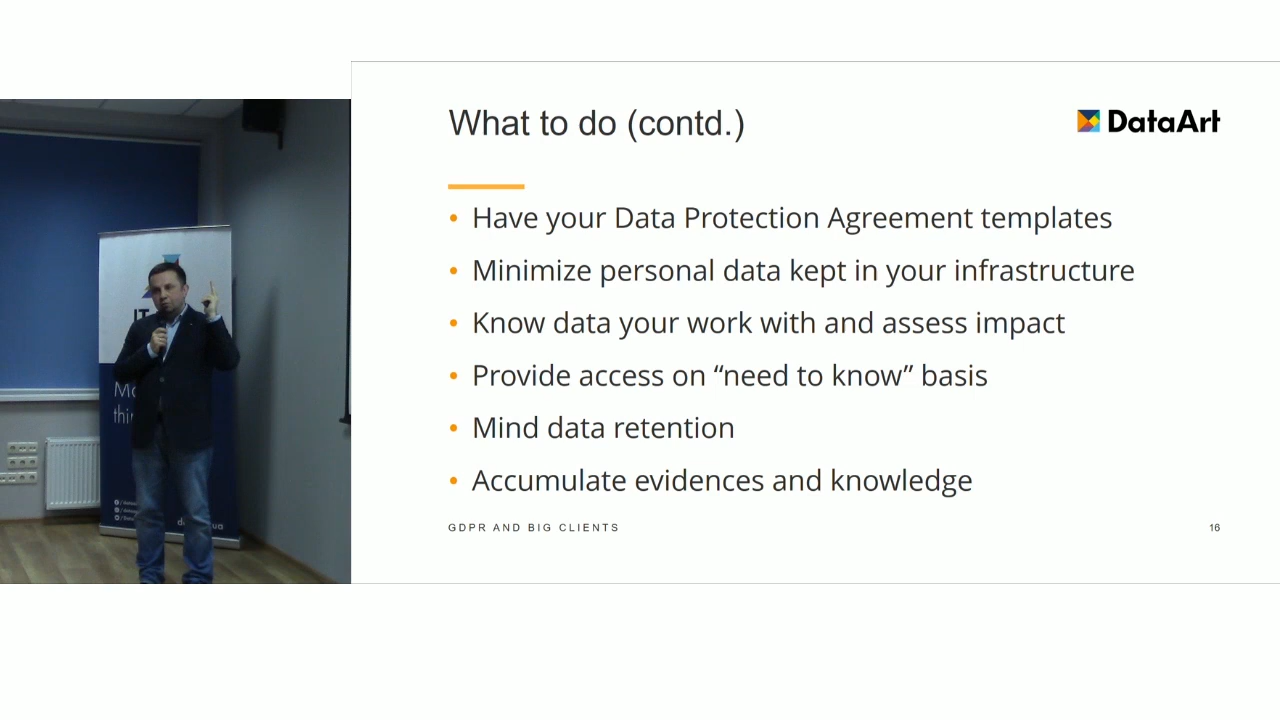 What to do (contd.)
DataArt
• Have your Data Protection Agreement templates
• Minimize personal data kept in your infrastructure
• Know data your work with and assess impact
• Provide access on “need to know” basis
• Mind data retention
• Accumulate evidences and knowledge
GDPR AND BIG CLIENTS
16
IT